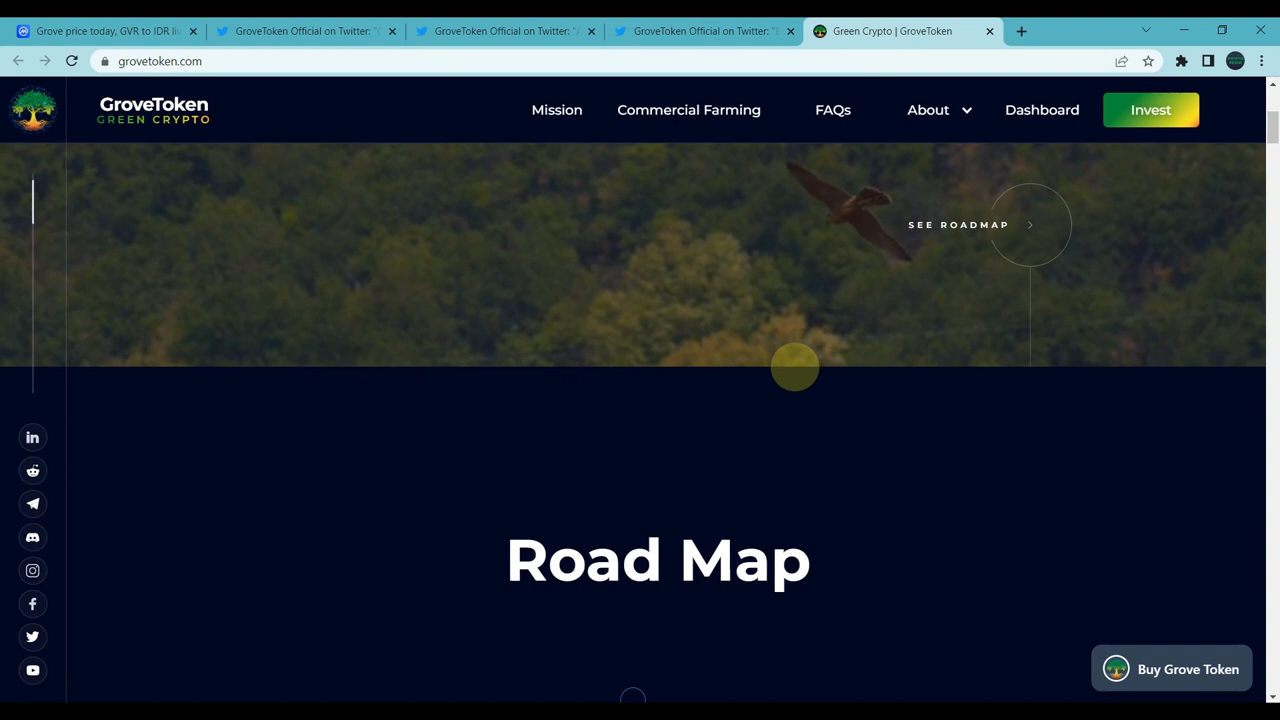 Grove price today, GVR to IDR li
GroveToken Official on Twitter: "
GroveToken Official on Twitter: "
GroveToken Official on Twitter: "
Green Crypto | GroveToken
grovetoken.com
GroveToken
GREEN CRYPTO
Mission
Commercial Farming
FAQs
About
Dashboard
Invest
SEE ROADMAP
Road Map
Buy Grove Token